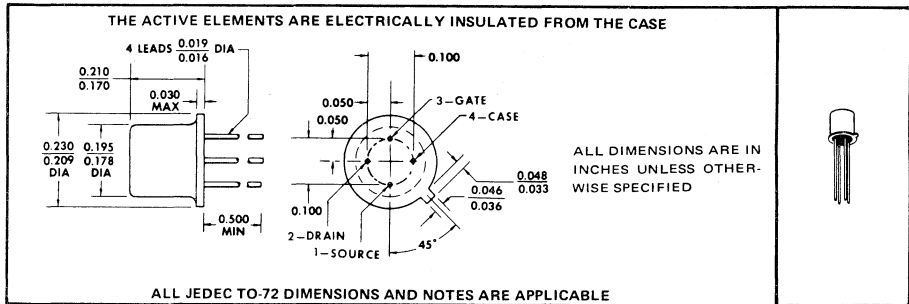 THE ACTIVE ELEMENTS ARE ELECTRICALLY INSULATED FROM THE CASE
4 LEADS 0.019 DIA
0.016
0.210
0.170
0.030
MAX
0.230
0.209
DIA
0.195
0.178
DIA
0.500
MIN
0.100
0.050
0.050
3—GATE
4—CASE
0.048
0.033
0.046
0.036
0.100
2—DRAIN
1—SOURCE
45°
ALL DIMENSIONS ARE IN
INCHES UNLESS OTHER-
WISE SPECIFIED
ALL JEDEC TO-72 DIMENSIONS AND NOTES ARE APPLICABLE